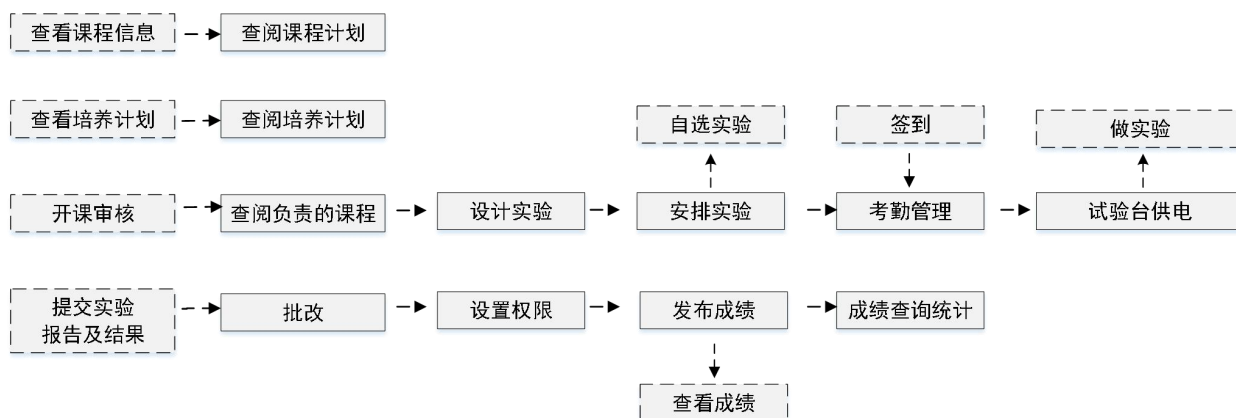 查看课程信息
查阅课程计划
查看培养计划
查阅培养计划
自选实验
签到
做实验
开课审核
查阅负责的课程
设计实验
安排实验
考勤管理
试验台供电
提交实验
报告及结果
批改
设置权限
发布成绩
成绩查询统计
查看成绩